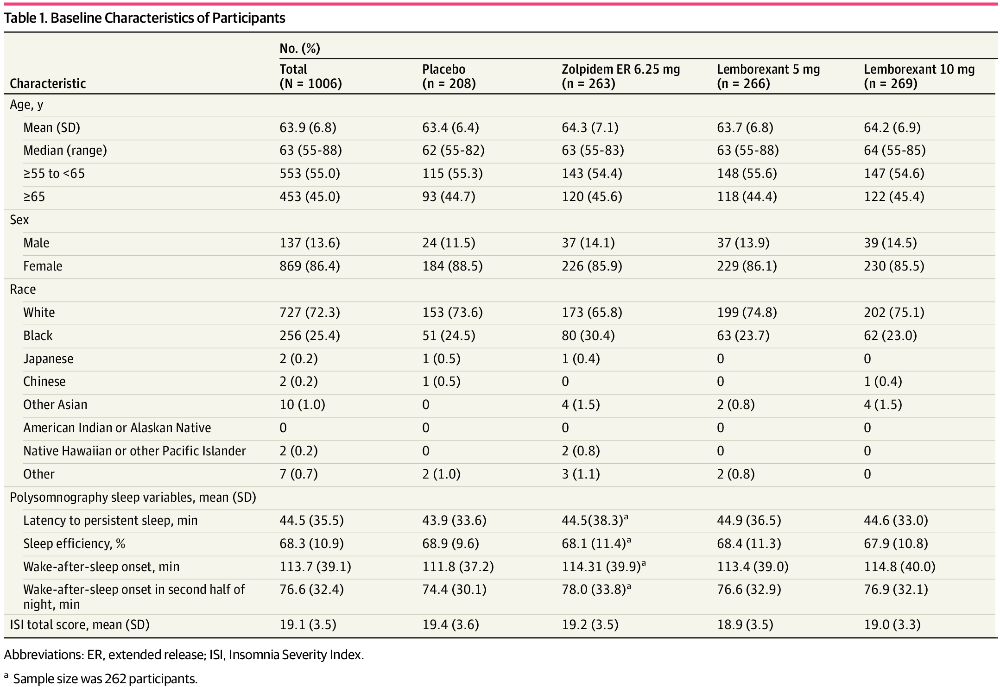 Table 1. Baseline Characteristics of Participants
No. (%)
Characteristic Total (N = 1006) Placebo (n = 208) Zolpidem ER 6.25 mg (n = 263) Lemborexant 5 mg (n = 266) Lemborexant 10 mg (n = 269)
Age, y
Mean (SD) 63.9 (6.8) 63.4 (6.4) 64.3 (7.1) 63.7 (6.8) 64.2 (6.9)
Median (range) 63 (55-88) 62 (55-82) 63 (55-83) 63 (55-88) 64 (55-85)
≥55 to <65 553 (55.0) 115 (55.3) 143 (54.4) 148 (55.6) 147 (54.6)
≥65 453 (45.0) 93 (44.7) 120 (45.6) 118 (44.4) 122 (45.4)
Sex
Male 137 (13.6) 24 (11.5) 37 (14.1) 37 (13.9) 39 (14.5)
Female 869 (86.4) 184 (88.5) 226 (85.9) 229 (86.1) 230 (85.5)
Race
White 727 (72.3) 153 (73.6) 173 (65.8) 199 (74.8) 202 (75.1)
Black 256 (25.4) 51 (24.5) 80 (30.4) 63 (23.7) 62 (23.0)
Japanese 2 (0.2) 1 (0.5) 1 (0.4) 0 0
Chinese 2 (0.2) 1 (0.5) 0 0 1 (0.4)
Other Asian 10 (1.0) 0 4 (1.5) 2 (0.8) 4 (1.5)
American Indian or Alaskan Native 0 0 0 0 0
Native Hawaiian or other Pacific Islander 2 (0.2) 0 2 (0.8) 0 0
Other 7 (0.7) 2 (1.0) 3 (1.1) 2 (0.8) 0
Polysomnography sleep variables, mean (SD)
Latency to persistent sleep, min 44.5 (35.5) 43.9 (33.6) 44.5(38.3)ᵃ 44.9 (36.5) 44.6 (33.0)
Sleep efficiency, % 68.3 (10.9) 68.9 (9.6) 68.1 (11.4)ᵃ 68.4 (11.3) 67.9 (10.8)
Wake-after-sleep onset, min 113.7 (39.1) 111.8 (37.2) 114.31 (39.9)ᵃ 113.4 (39.0) 114.8 (40.0)
Wake-after-sleep onset in second half of 76.6 (32.4) 74.4 (30.1) 78.0 (33.8)ᵃ 76.6 (32.9) 76.9 (32.1)
night, min
ISI total score, mean (SD) 19.1 (3.5) 19.4 (3.6) 19.2 (3.5) 18.9 (3.5) 19.0 (3.3)
Abbreviations: ER, extended release; ISI, Insomnia Severity Index.
ᵃ Sample size was 262 participants.